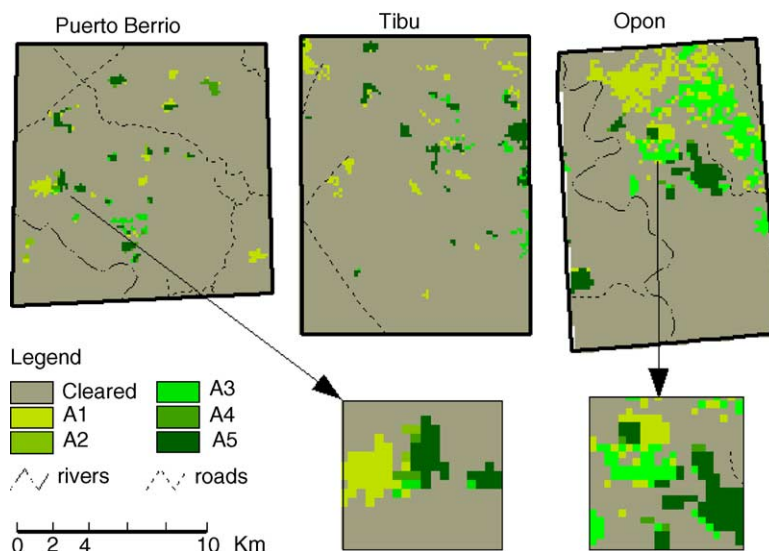 Puerto Berrio Tibu Opon
Legend
Cleared A3
A1 A4
A2 A5
rivers roads
0 2 4 10 Km